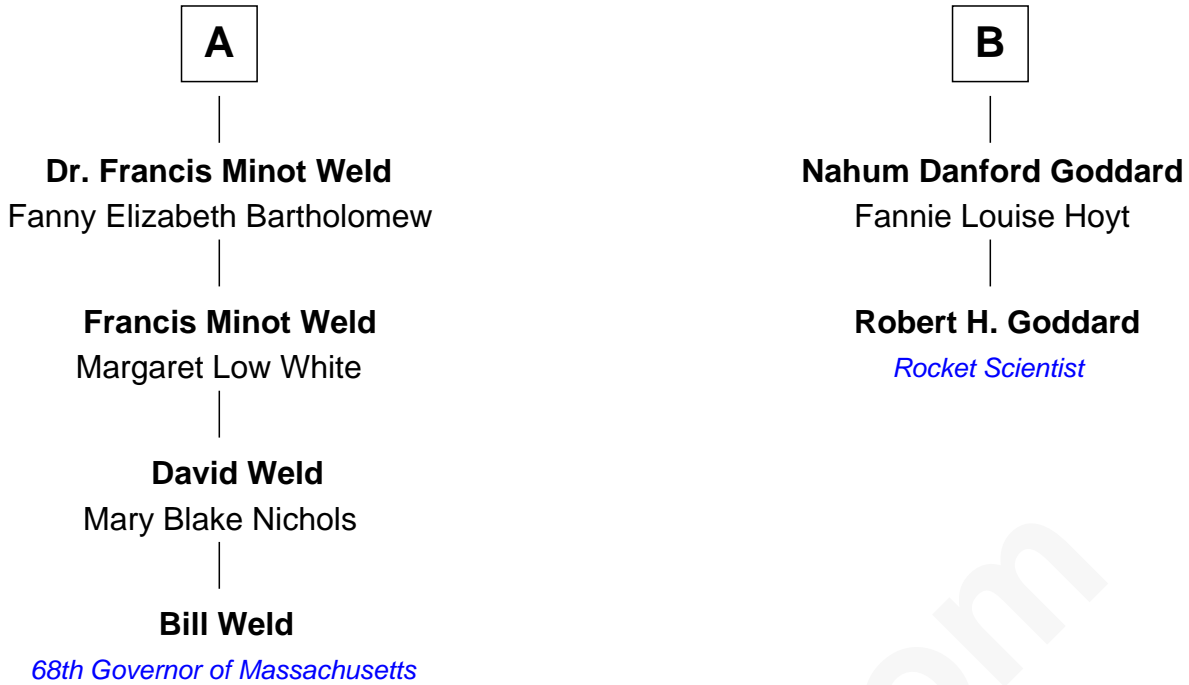 A
Dr. Francis Minot Weld
Fanny Elizabeth Bartholomew
Francis Minot Weld
Margaret Low White
David Weld
Mary Blake Nichols
Bill Weld
68th Governor of Massachusetts
B
Nahum Danford Goddard
Fannie Louise Hoyt
Robert H. Goddard
Rocket Scientist
om